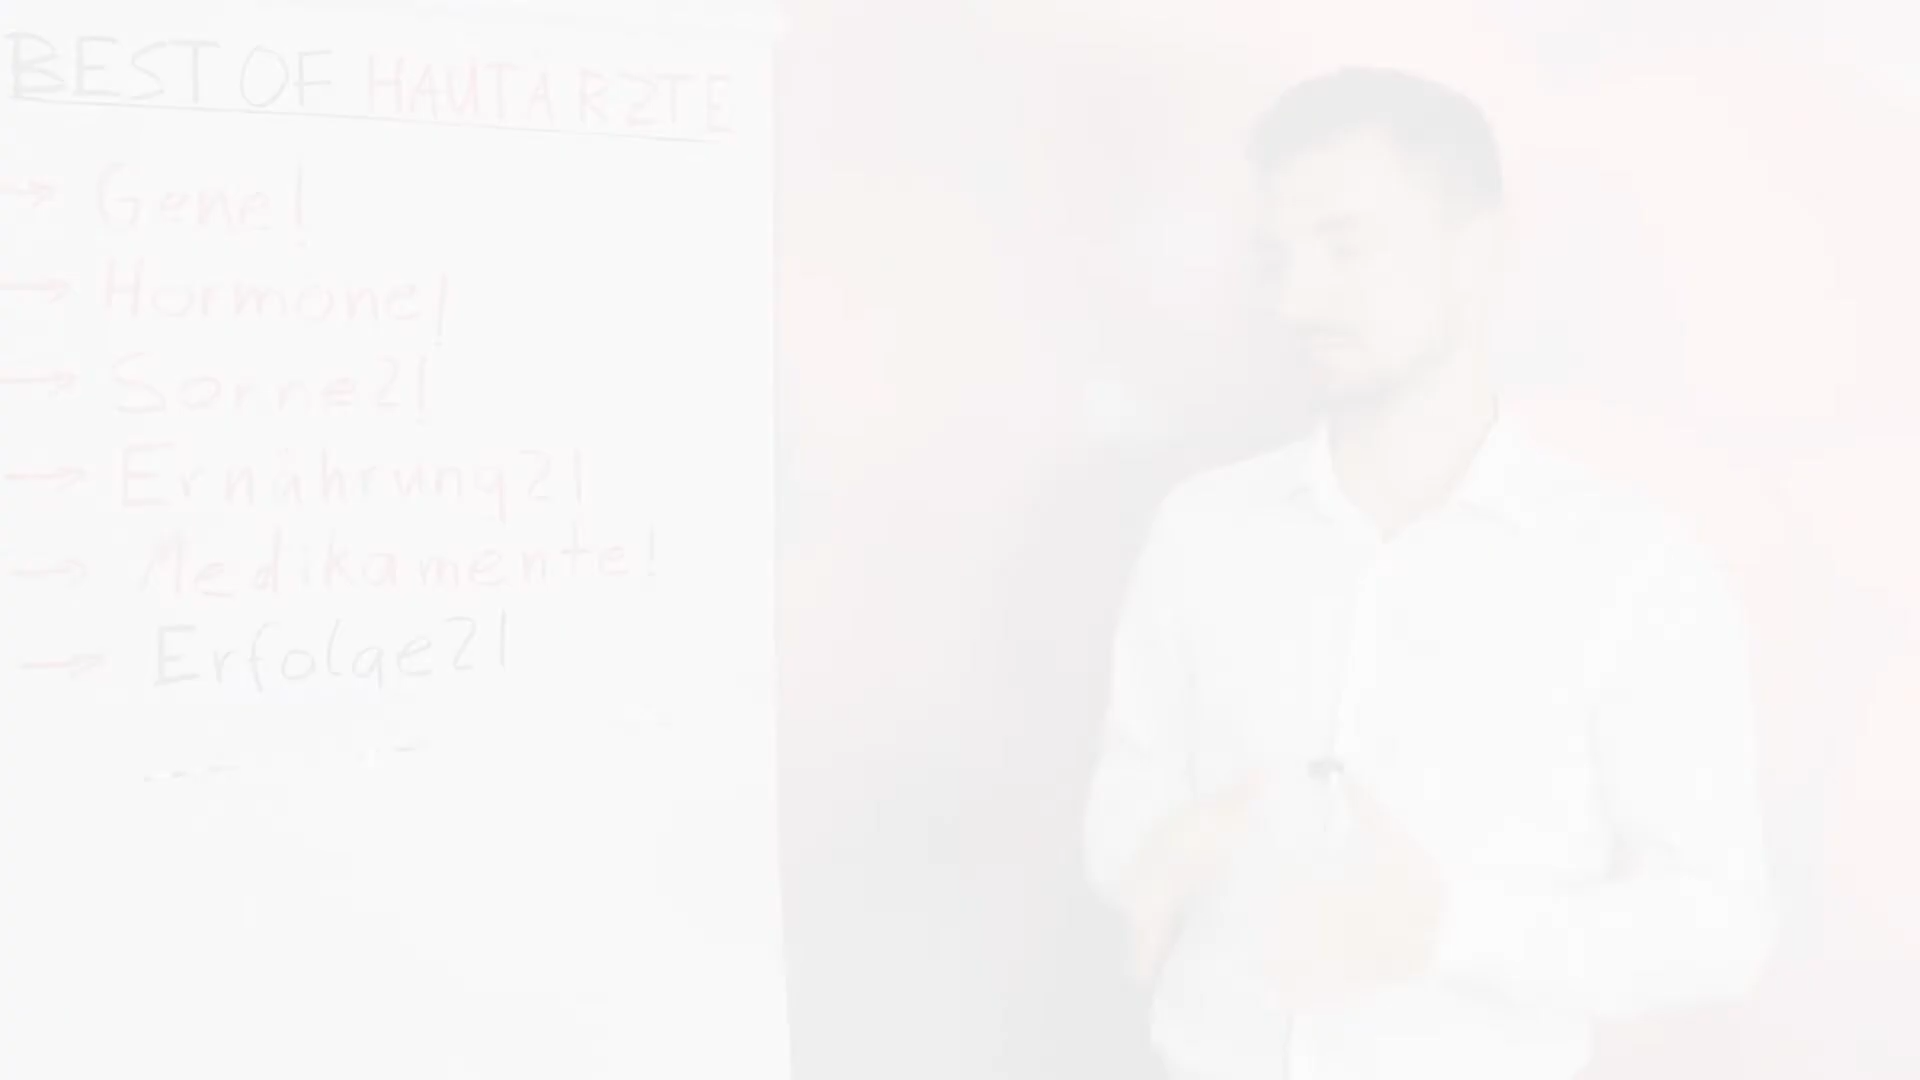 BEST OF HAUTÄRZTE
→ Gene!
→ Hormone!
→ Sonne?!
→ Ernährung?!
→ Medikamente!
→ Erfolge?!